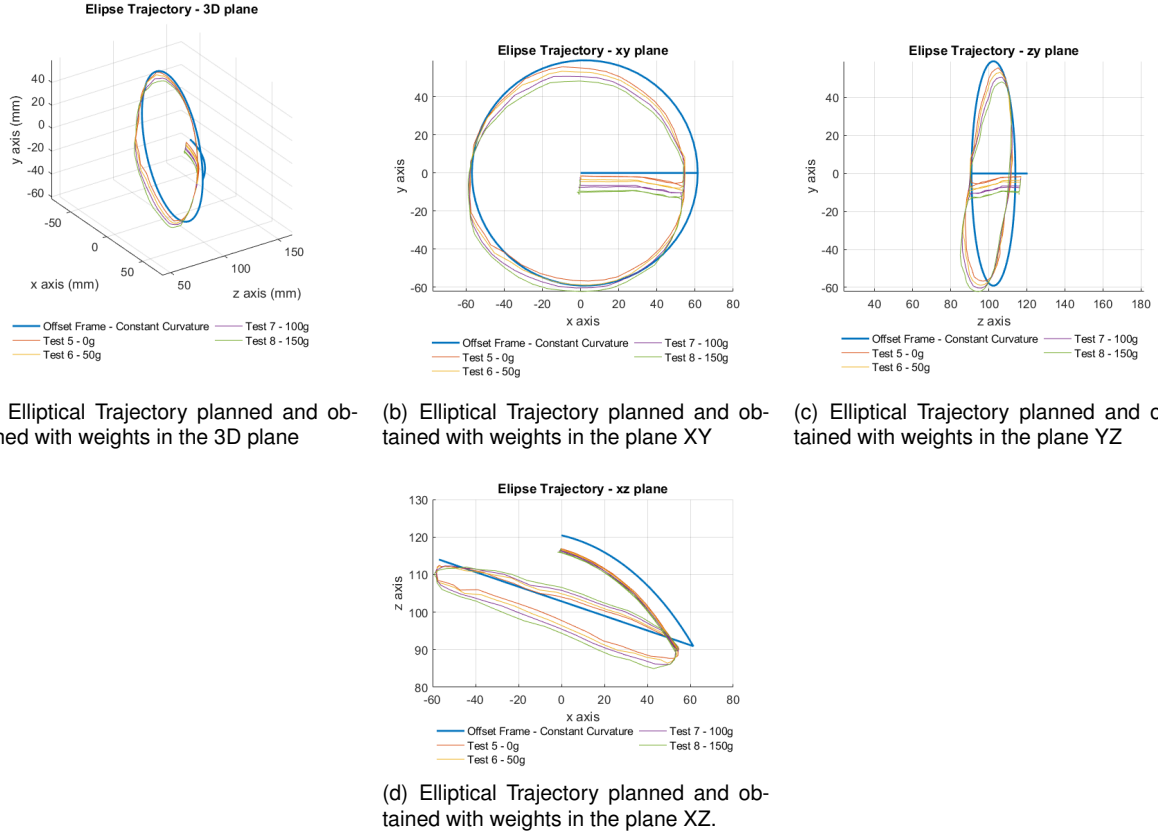 Elipse Trajectory - 3D plane
40
20
0
-20
-40
-60
y axis (mm)
-50
0
50
x axis (mm)
50
100
150
z axis (mm)
Offset Frame - Constant Curvature
Test 5 - 0g
Test 6 - 50g
Test 7 - 100g
Test 8 - 150g
Elliptical Trajectory planned and ob-
ned with weights in the 3D plane
Elipse Trajectory - xy plane
40
20
0
-20
-40
-60
y axis
-60 -40 -20 0 20 40 60 80
x axis
Offset Frame - Constant Curvature
Test 5 - 0g
Test 6 - 50g
Test 7 - 100g
Test 8 - 150g
(b) Elliptical Trajectory planned and ob-
tained with weights in the plane XY
Elipse Trajectory - zy plane
40
20
0
-20
-40
-60
y axis
40 60 80 100 120 140 160 180
z axis
Offset Frame - Constant Curvature
Test 5 - 0g
Test 6 - 50g
Test 7 - 100g
Test 8 - 150g
(c) Elliptical Trajectory planned and o
tained with weights in the plane YZ
Elipse Trajectory - xz plane
130
120
110
100
90
80
z axis
-60 -40 -20 0 20 40 60 80
x axis
Offset Frame - Constant Curvature
Test 5 - 0g
Test 6 - 50g
Test 7 - 100g
Test 8 - 150g
(d) Elliptical Trajectory planned and ob-
tained with weights in the plane XZ.